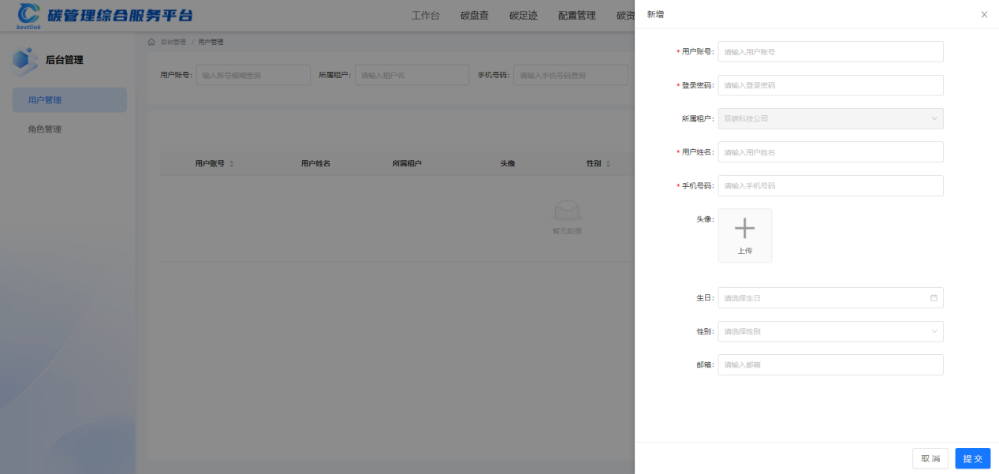 bestlink
碳管理综合服务平台
工作台 碳盘查 碳足迹 配置管理 碳资
后台管理
用户管理
角色管理
后台管理 / 用户管理
用户账号: 输入账号模糊查询 所属租户: 请输入租户名 手机号码: 请输入手机号码查询
用户账号 用户姓名 所属租户 头像 性别
暂无数据
新增
* 用户账号: 请输入用户账号
* 登录密码: 请输入登录密码
所属租户: 双碳科技公司
* 用户姓名: 请输入用户姓名
* 手机号码: 请输入手机号码
头像:
上传
生日: 请选择生日
性别: 请选择性别
邮箱: 请输入邮箱
取 消 提 交